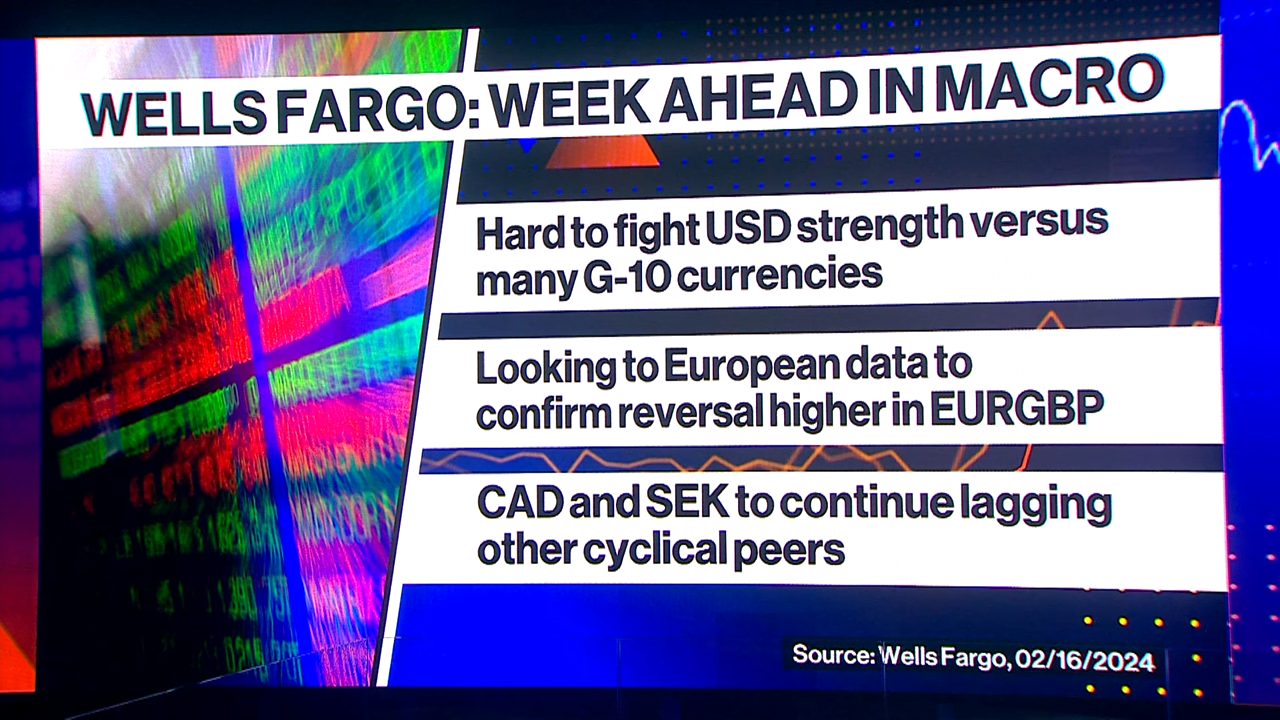 WELLS FARGO: WEEK AHEAD IN MACRO
Hard to fight USD strength versus
many G-10 currencies
Looking to European data to
confirm reversal higher in EURGBP
CAD and SEK to continue lagging
other cyclical peers
Source: Wells Fargo, 02/16/2024